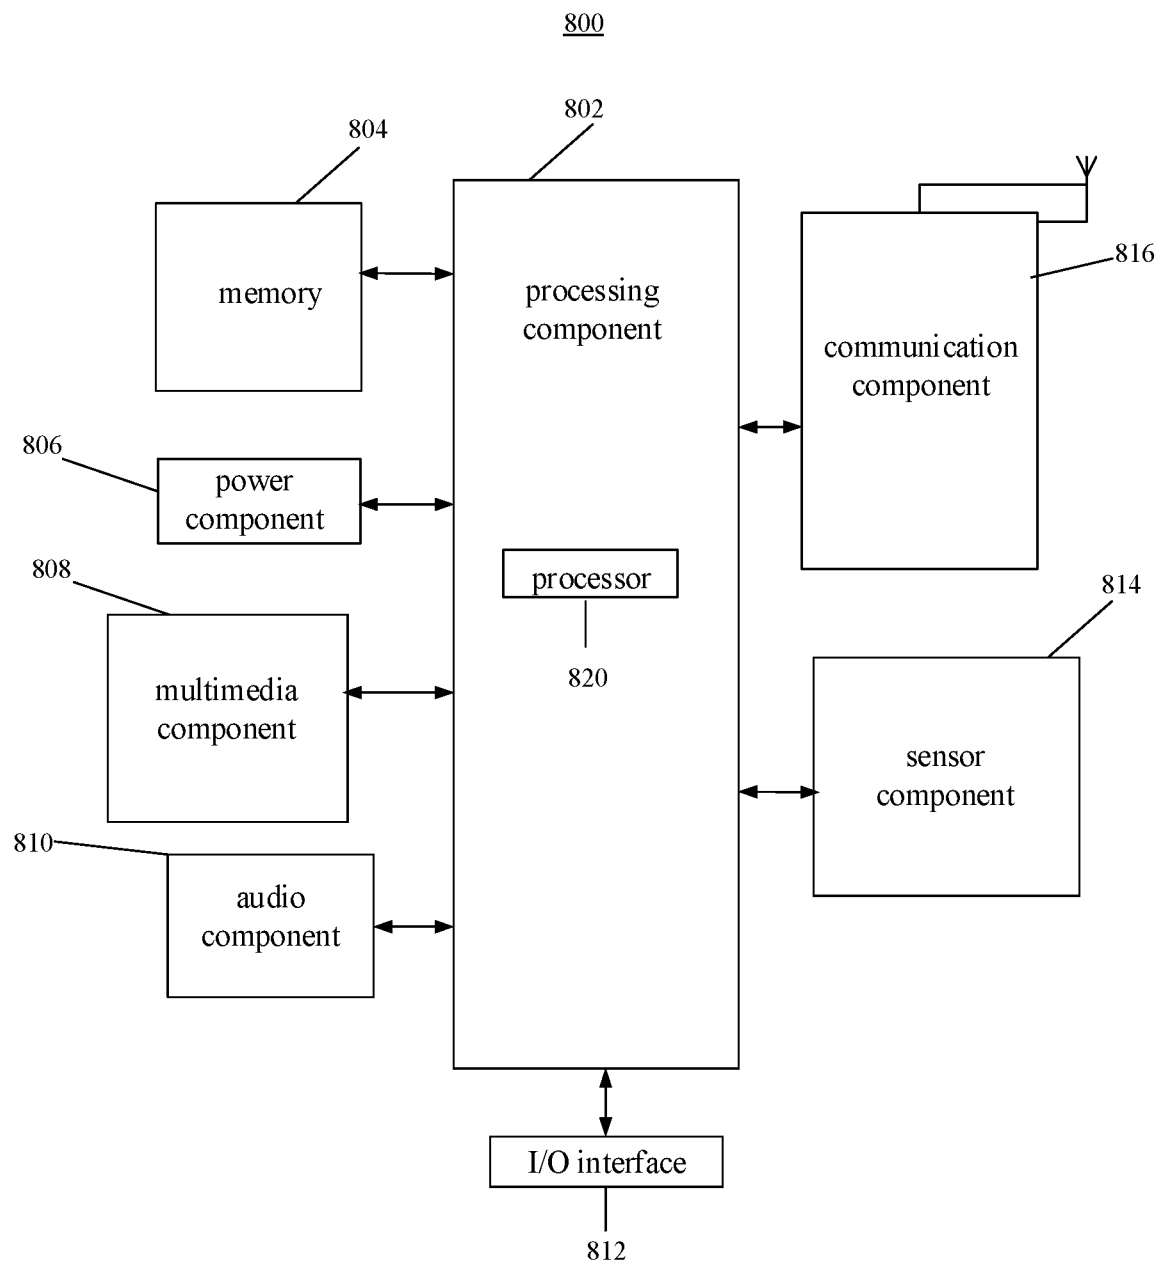 800
802
804
memory
processing
component
816
communication
component
806
power
component
808
processor
820
814
multimedia
component
sensor
component
810
audio
component
I/O interface
812